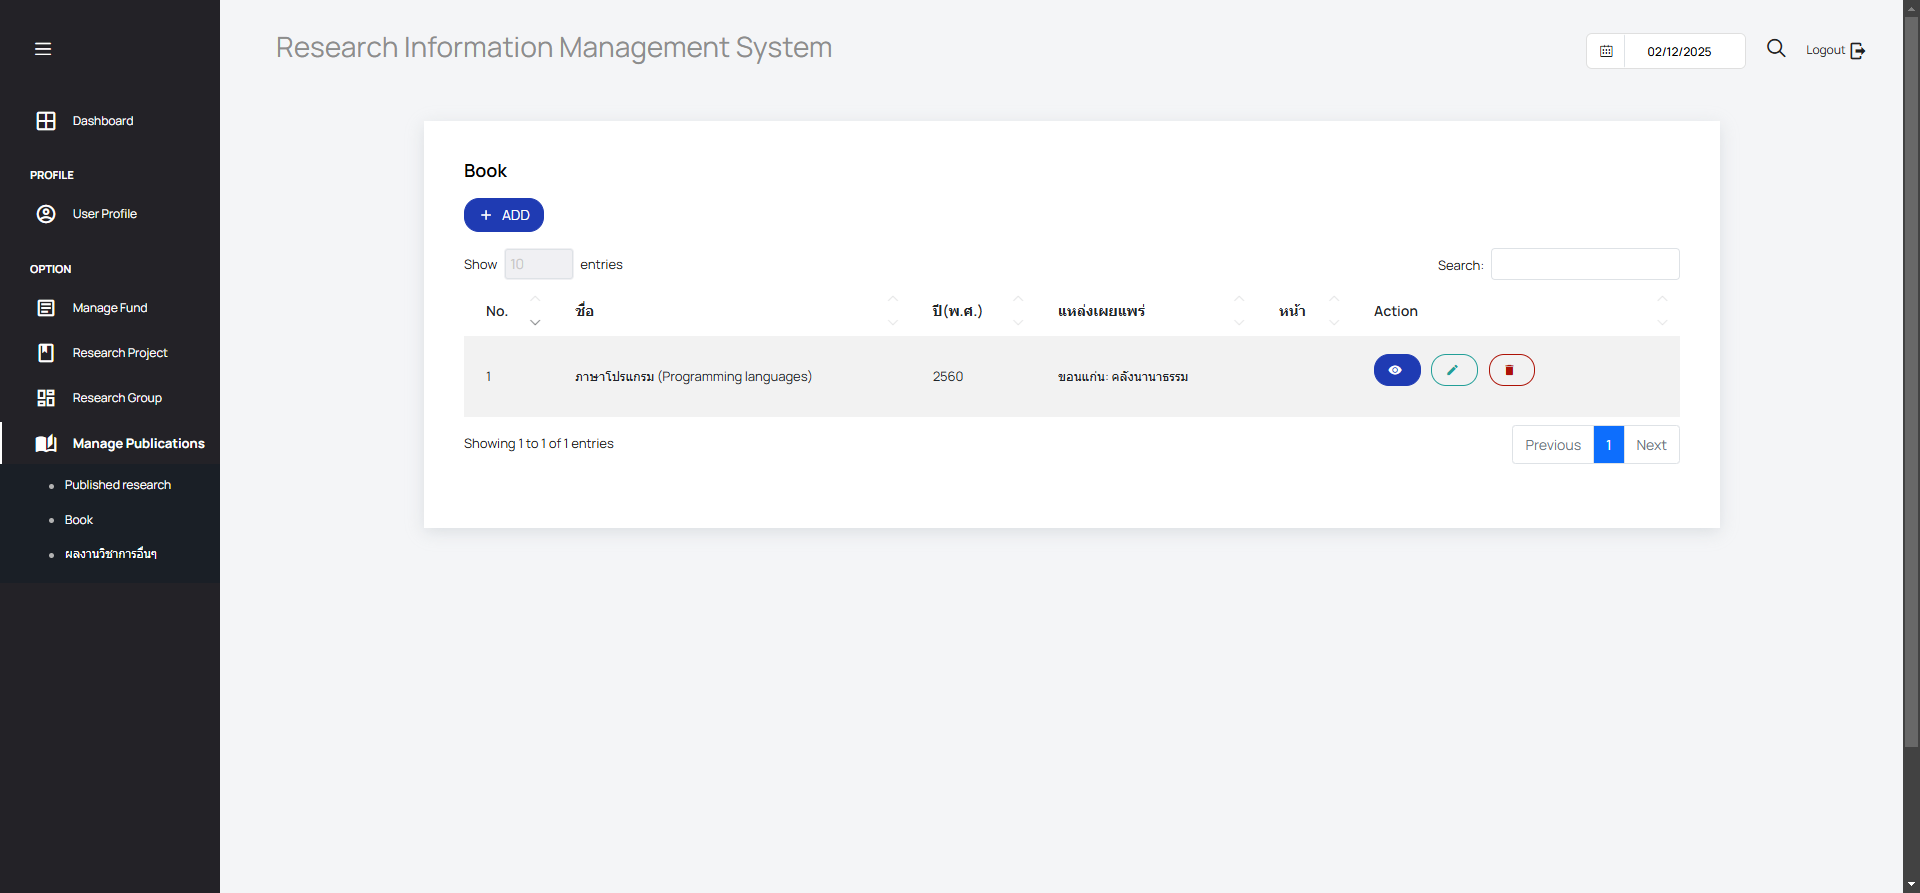 Research Information Management System
02/12/2025
Logout
Dashboard
PROFILE
User Profile
OPTION
Manage Fund
Research Project
Research Group
Manage Publications
Published research
Book
ผลงานวิชาการอื่นๆ
Book
+ ADD
Show 10 entries
Search:
No. ชื่อ ปี(พ.ศ.) แหล่งเผยแพร่ หน้า Action
1 ภาษาโปรแกรม (Programming languages) 2560 ขอนแก่น: คลังนานาธรรม
Showing 1 to 1 of 1 entries
Previous 1 Next